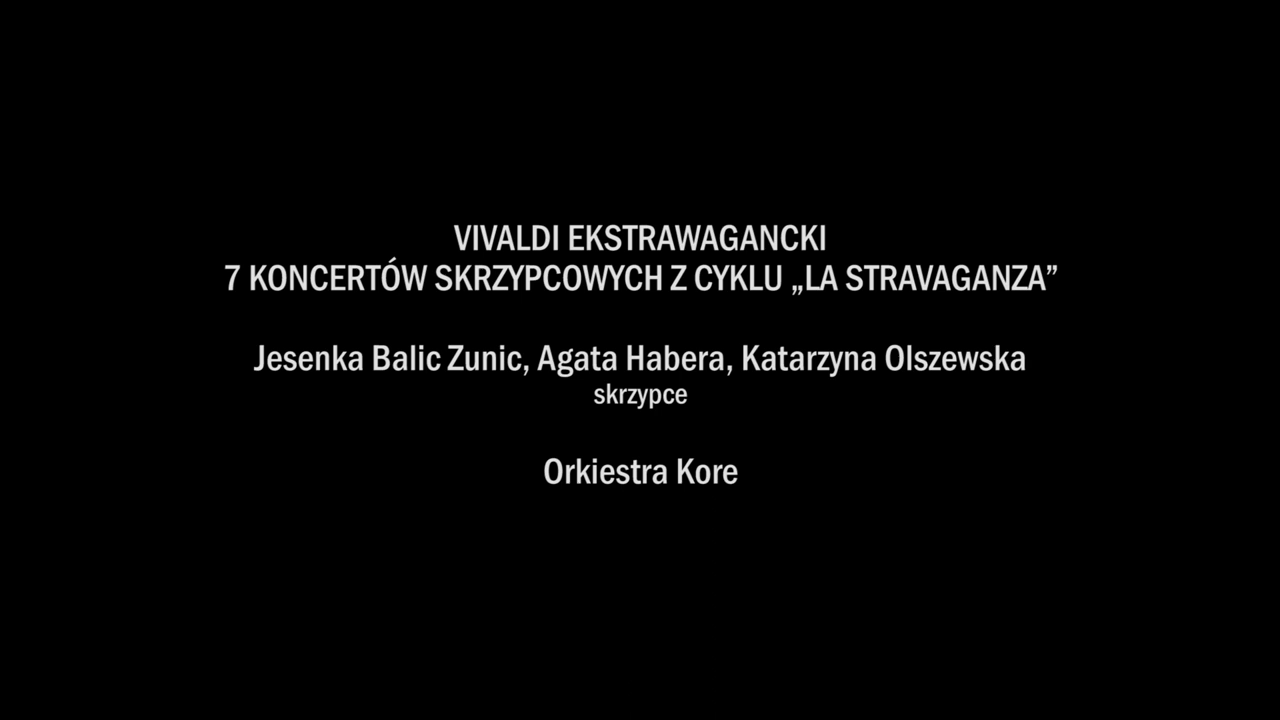 VIVALDI EKSTRAWAGANCKI
7 KONCERTÓW SKRZYPCOWYCH Z CYKLU „LA STRAVAGANZA”
Jesenka Balic Zunic, Agata Habera, Katarzyna Olszewska
skrzypce
Orkiestra Kore